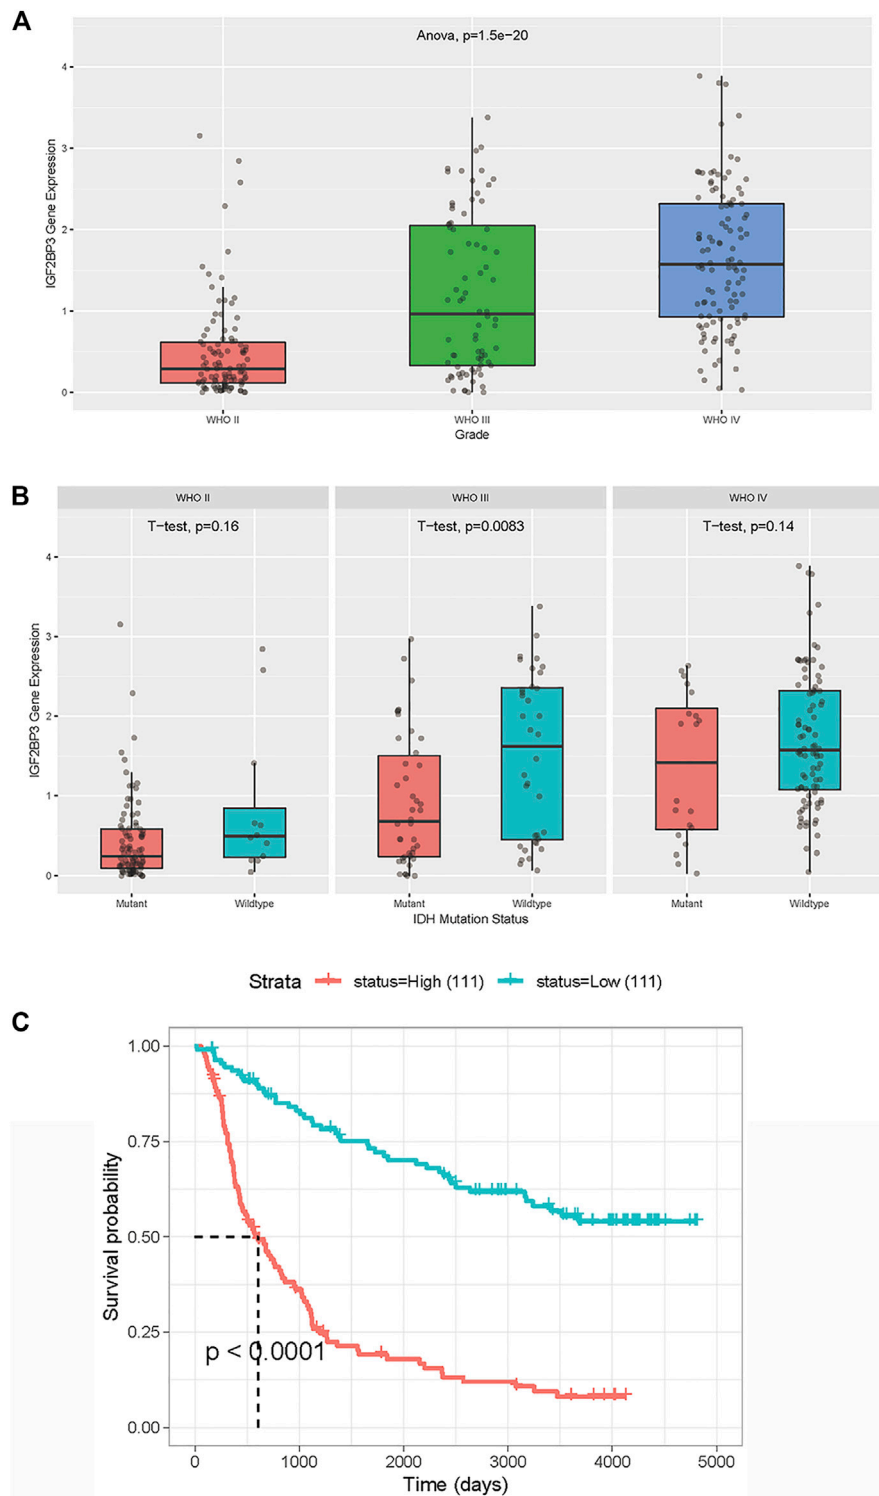 A
Anova, p=1.5e−20
IGF2BP3 Gene Expression
4
3
2
1
0
WHO II
WHO III
WHO IV
Grade
B
WHO II
WHO III
WHO IV
T−test, p=0.16
T−test, p=0.0083
T−test, p=0.14
IGF2BP3 Gene Expression
4
3
2
1
0
Mutant
Wildtype
Mutant
Wildtype
Mutant
Wildtype
IDH Mutation Status
Strata
status=High (111)
status=Low (111)
C
Survival probability
1.00
0.75
0.50
0.25
0.00
p < 0.0001
0
1000
2000
3000
4000
5000
Time (days)